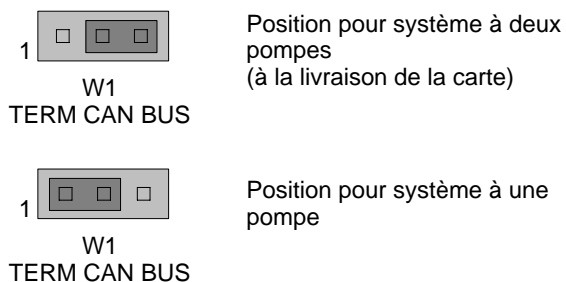 Position pour système à deux
pompes
(à la livraison de la carte)
1
W1
TERM CAN BUS
Position pour système à une
pompe
1
W1
TERM CAN BUS